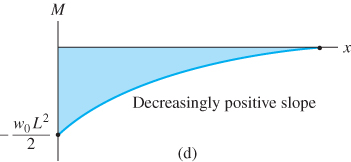 M
x
Decreasingly positive slope
− w₀L²/2
(d)